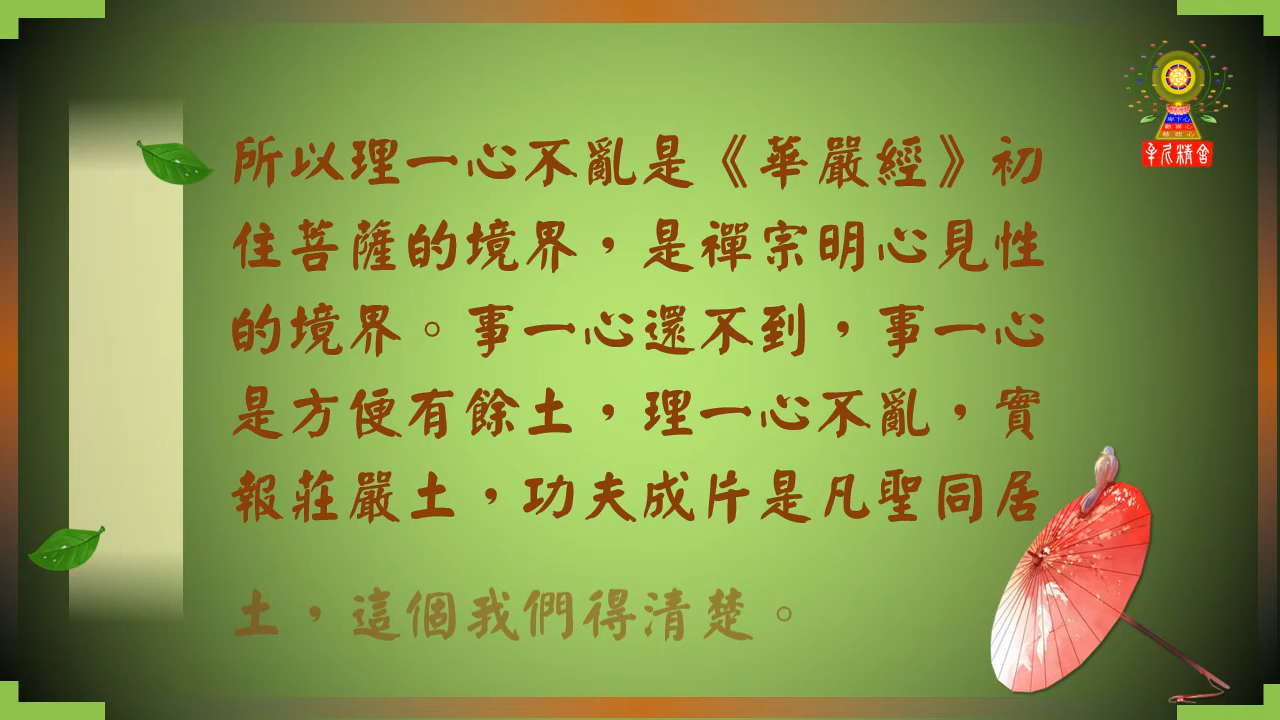 所以理一心不亂是《華嚴經》初
住菩薩的境界，是禪宗明心見性
的境界。事一心還不到，事一心
是方便有餘土，理一心不亂，實
報莊嚴土，功夫成片是凡聖同居
土，這個我們得清楚。